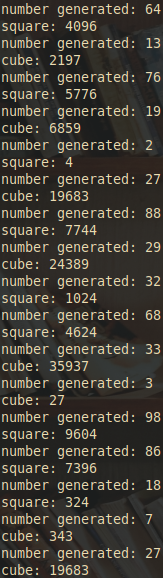 number generated: 64
square: 4096
number generated: 13
cube: 2197
number generated: 76
square: 5776
number generated: 19
cube: 6859
number generated: 2
square: 4
number generated: 27
cube: 19683
number generated: 88
square: 7744
number generated: 29
cube: 24389
number generated: 32
square: 1024
number generated: 68
square: 4624
number generated: 33
cube: 35937
number generated: 3
cube: 27
number generated: 98
square: 9604
number generated: 86
square: 7396
number generated: 18
square: 324
number generated: 7
cube: 343
number generated: 27
cube: 19683